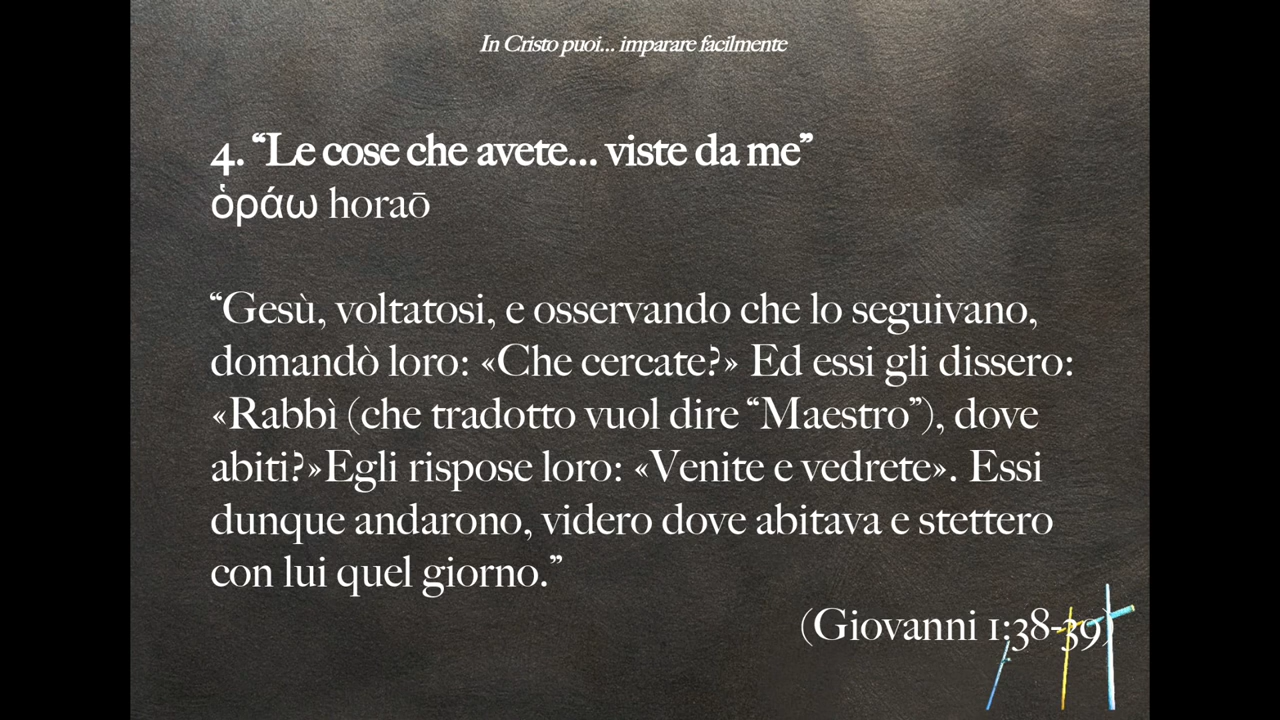 In Cristo puoi... imparare facilmente
4. “Le cose che avete... viste da me”
ὁράω horaō
“Gesù, voltatosi, e osservando che lo seguivano,
domandò loro: «Che cercate?» Ed essi gli dissero:
«Rabbì (che tradotto vuol dire “Maestro”), dove
abiti?»Egli rispose loro: «Venite e vedrete». Essi
dunque andarono, videro dove abitava e stettero
con lui quel giorno.”
(Giovanni 1:38-39)